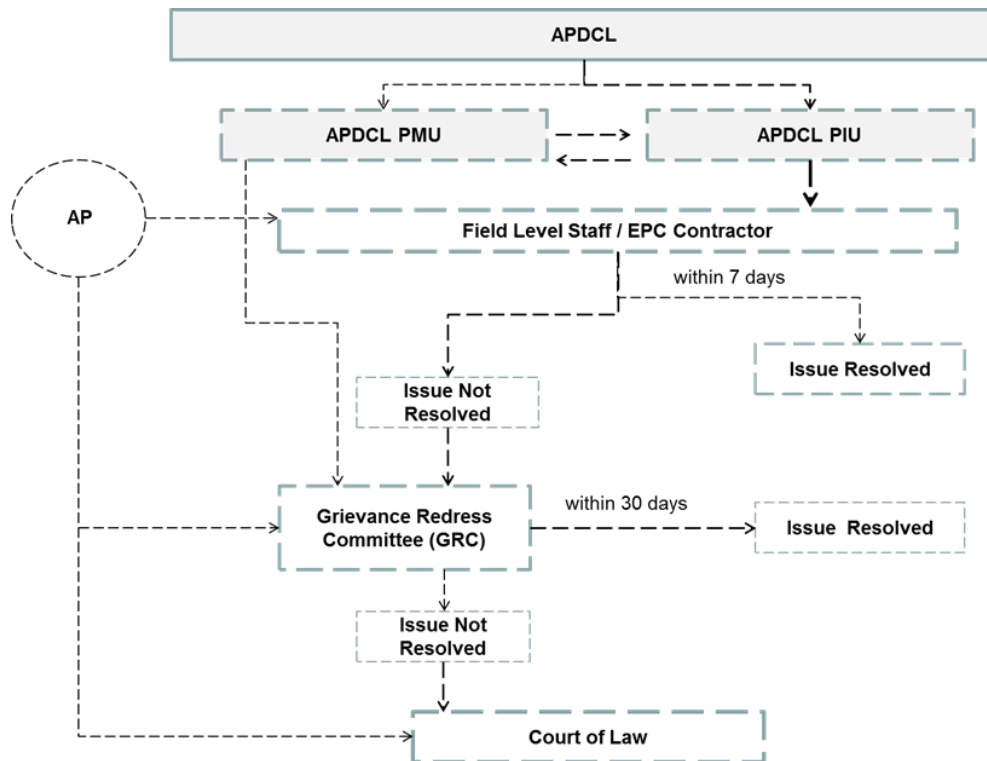 APDCL
APDCL PMU
APDCL PIU
AP
Field Level Staff / EPC Contractor
within 7 days
Issue Resolved
Issue Not
Resolved
Grievance Redress
Committee (GRC)
within 30 days
Issue Resolved
Issue Not
Resolved
Court of Law